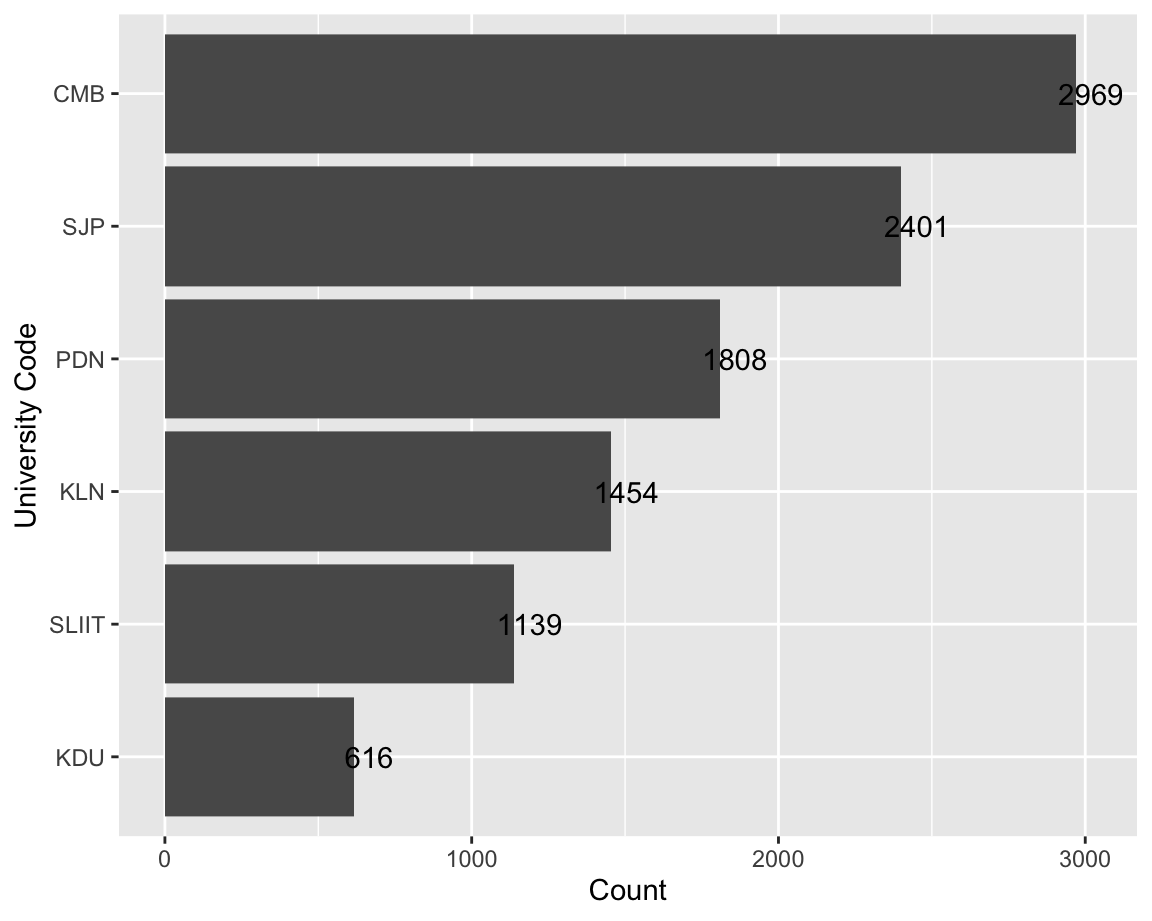 University Code
CMB
2969
SJP
2401
PDN
1808
KLN
1454
SLIIT
1139
KDU
616
0 1000 2000 3000
Count